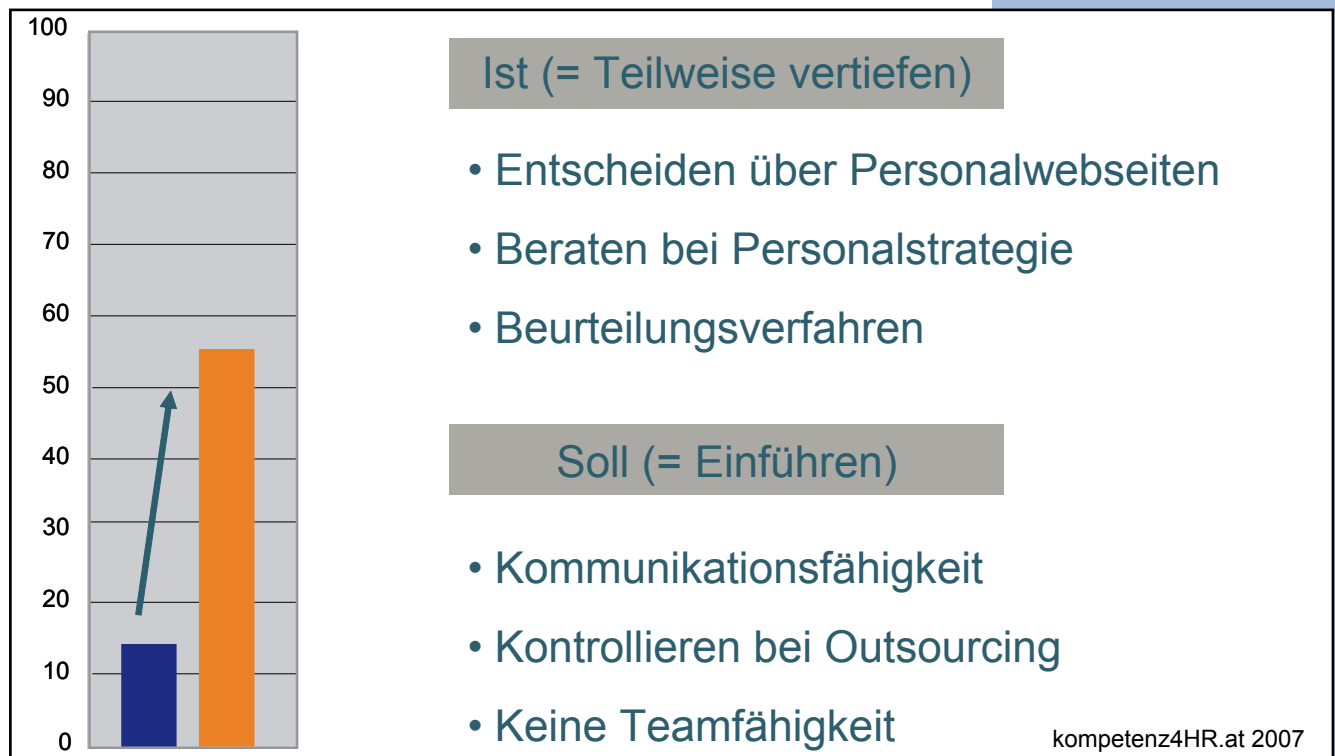 100
90
80
70
60
50
40
30
20
10
0
Ist (= Teilweise vertiefen)
• Entscheiden über Personalwebseiten
• Beraten bei Personalstrategie
• Beurteilungsverfahren
Soll (= Einführen)
• Kommunikationsfähigkeit
• Kontrollieren bei Outsourcing
• Keine Teamfähigkeit
kompetenz4HR.at 2007